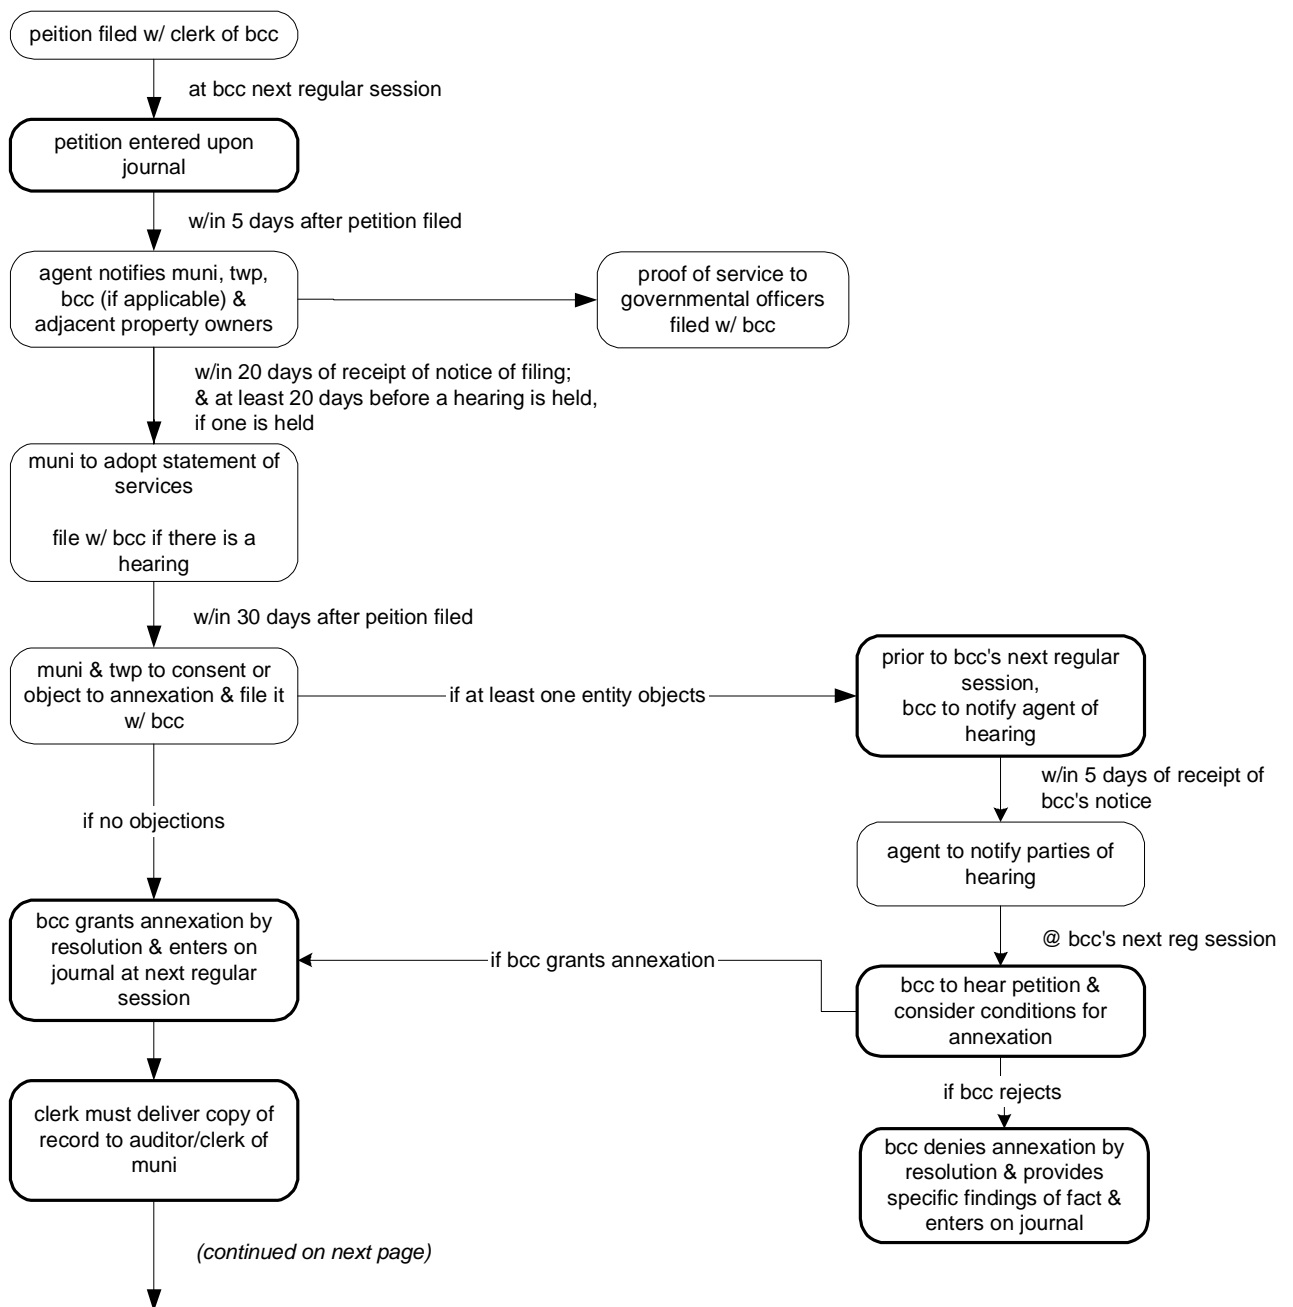 peition filed w/ clerk of bcc
at bcc next regular session
petition entered upon
journal
w/in 5 days after petition filed
agent notifies muni, twp,
bcc (if applicable) &
adjacent property owners
proof of service to
governmental officers
filed w/ bcc
w/in 20 days of receipt of notice of filing;
& at least 20 days before a hearing is held,
if one is held
muni to adopt statement of
services
file w/ bcc if there is a
hearing
w/in 30 days after peition filed
muni & twp to consent or
object to annexation & file it
w/ bcc
if at least one entity objects
prior to bcc's next regular
session,
bcc to notify agent of
hearing
w/in 5 days of receipt of
bcc's notice
if no objections
agent to notify parties of
hearing
@ bcc's next reg session
bcc grants annexation by
resolution & enters on
journal at next regular
session
if bcc grants annexation
bcc to hear petition &
consider conditions for
annexation
if bcc rejects
clerk must deliver copy of
record to auditor/clerk of
muni
bcc denies annexation by
resolution & provides
specific findings of fact &
enters on journal
(continued on next page)